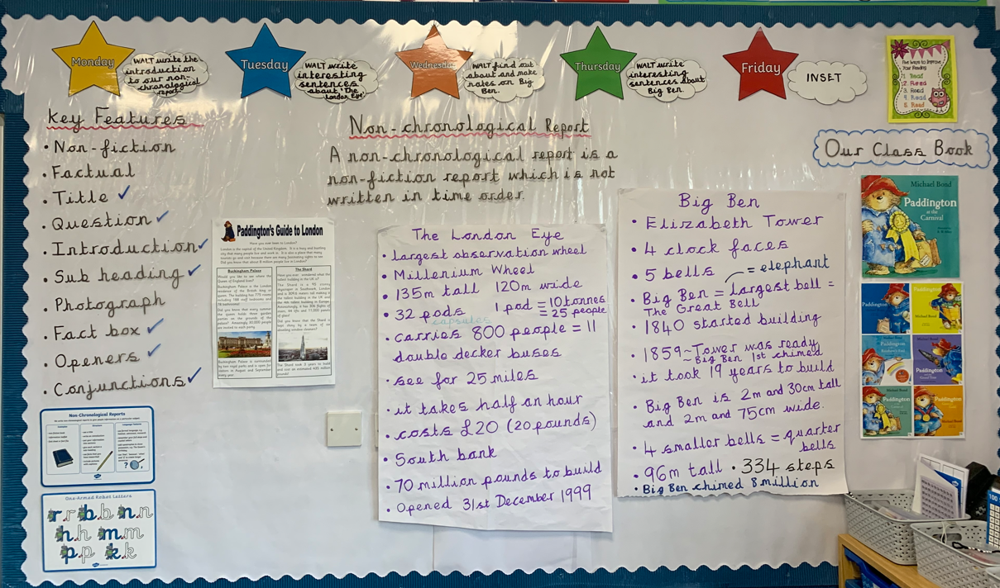 Monday
WALT write the
introduction
to our non-
chronological
report.
Tuesday
WALT write
interesting
sentences
about 'The
London Eye'
Wednesday
WALT find out
about and make
notes on Big
Ben.
Thursday
WALT write
interesting
sentences about
Big Ben.
Friday
INSET
Five ways to Improve
Your Reading
1. Read
2. Read
3. Read
4. Read
5. Read
Key Features
• Non-fiction
• Factual
• Title ✓
• Question ✓
• Introduction ✓
• Sub heading ✓
• Photograph
• Fact box ✓
• Openers ✓
• Conjunctions ✓
Non-chronological Report
A non-chronological report is a
non-fiction report which is not
written in time order.
Our Class Book
Michael Bond
Paddington
at the
Carnival
Paddington's Guide to London
Have you ever been to London?
Buckingham Palace
The Shard
The London Eye
• largest observation wheel
• Millenium Wheel
• 135m tall 120m wide
• 32 pods 1 pod = 10 tonnes
capsules = 25 people
• carries 800 people = 11
double decker buses
• see for 25 miles
• it takes half an hour
• costs £20 (20 pounds)
• South bank
• 70 million pounds to build
• Opened 31st December 1999
Big Ben
• Elizabeth Tower
• 4 clock faces
• 5 bells = elephant
• Big Ben = largest bell =
The Great Bell
• 1840 started building
• 1859 ~ Tower was ready
~ Big Ben 1st chimed
• it took 19 years to build
• Big Ben is 2m and 30cm tall
and 2m and 75cm wide.
• 4 smaller bells = quarter
bells
• 96m tall • 334 steps
• Big Ben chimed 8 million
Non-Chronological Reports
One-Armed Robot Letters
r r b b n n
h h m m
p p k k
Paddington
Michael Bond
Paddington
Paddington
Paddington
Paddington
100